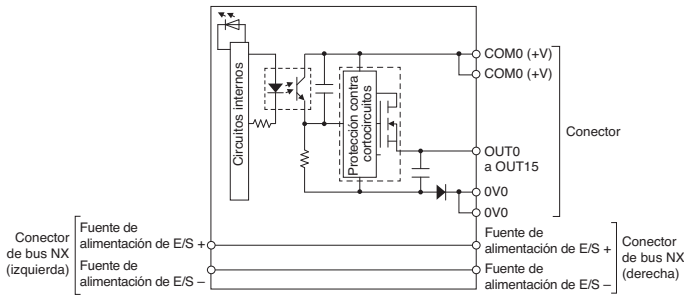 COM0 (+V)
COM0 (+V)
Circuitos internos
Protección contra
cortocircuitos
Conector
OUT0
a OUT15
0V0
0V0
Conector
de bus NX
(izquierda)
Fuente de
alimentación de E/S +
Fuente de
alimentación de E/S –
Fuente de
alimentación de E/S +
Fuente de
alimentación de E/S –
Conector
de bus NX
(derecha)